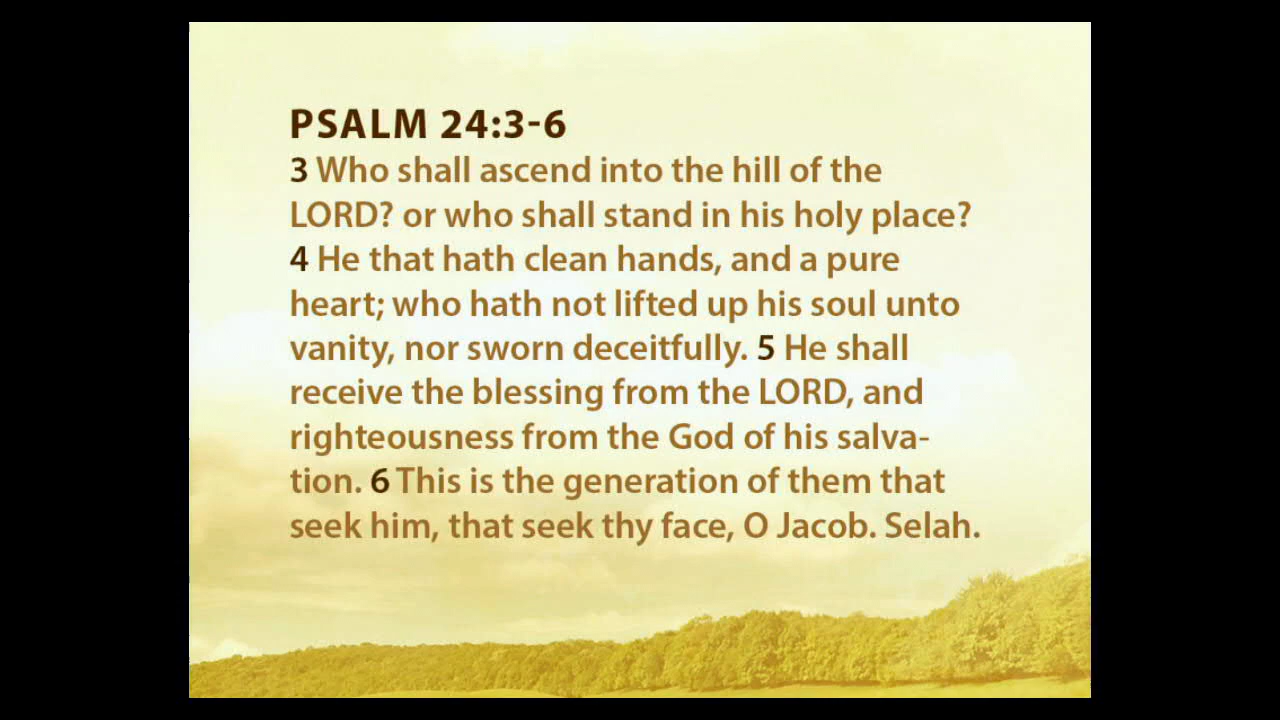 PSALM 24:3-6
3 Who shall ascend into the hill of the
LORD? or who shall stand in his holy place?
4 He that hath clean hands, and a pure
heart; who hath not lifted up his soul unto
vanity, nor sworn deceitfully. 5 He shall
receive the blessing from the LORD, and
righteousness from the God of his salva-
tion. 6 This is the generation of them that
seek him, that seek thy face, O Jacob. Selah.